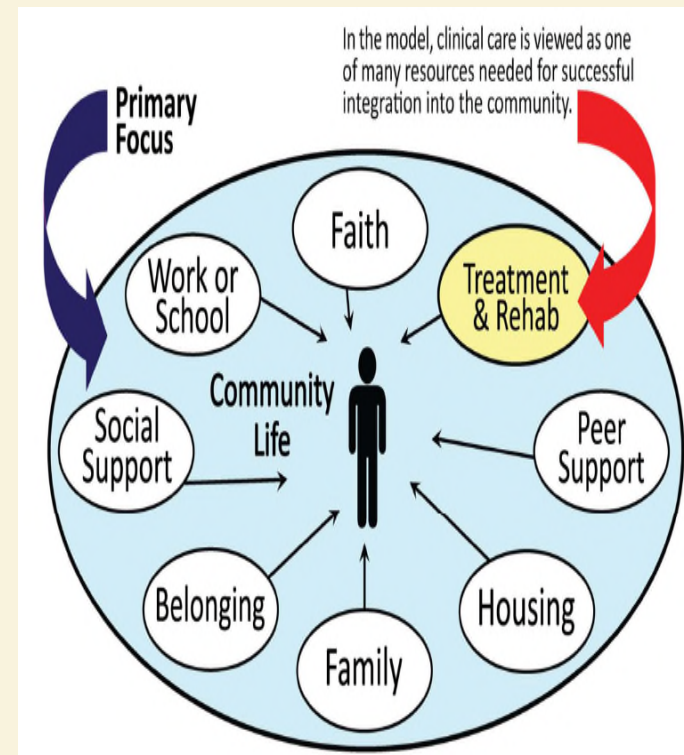 In the model, clinical care is viewed as one
of many resources needed for successful
integration into the community.
Primary
Focus
Faith
Work or
School
Treatment
& Rehab
Community
Life
Social
Support
Peer
Support
Belonging
Housing
Family